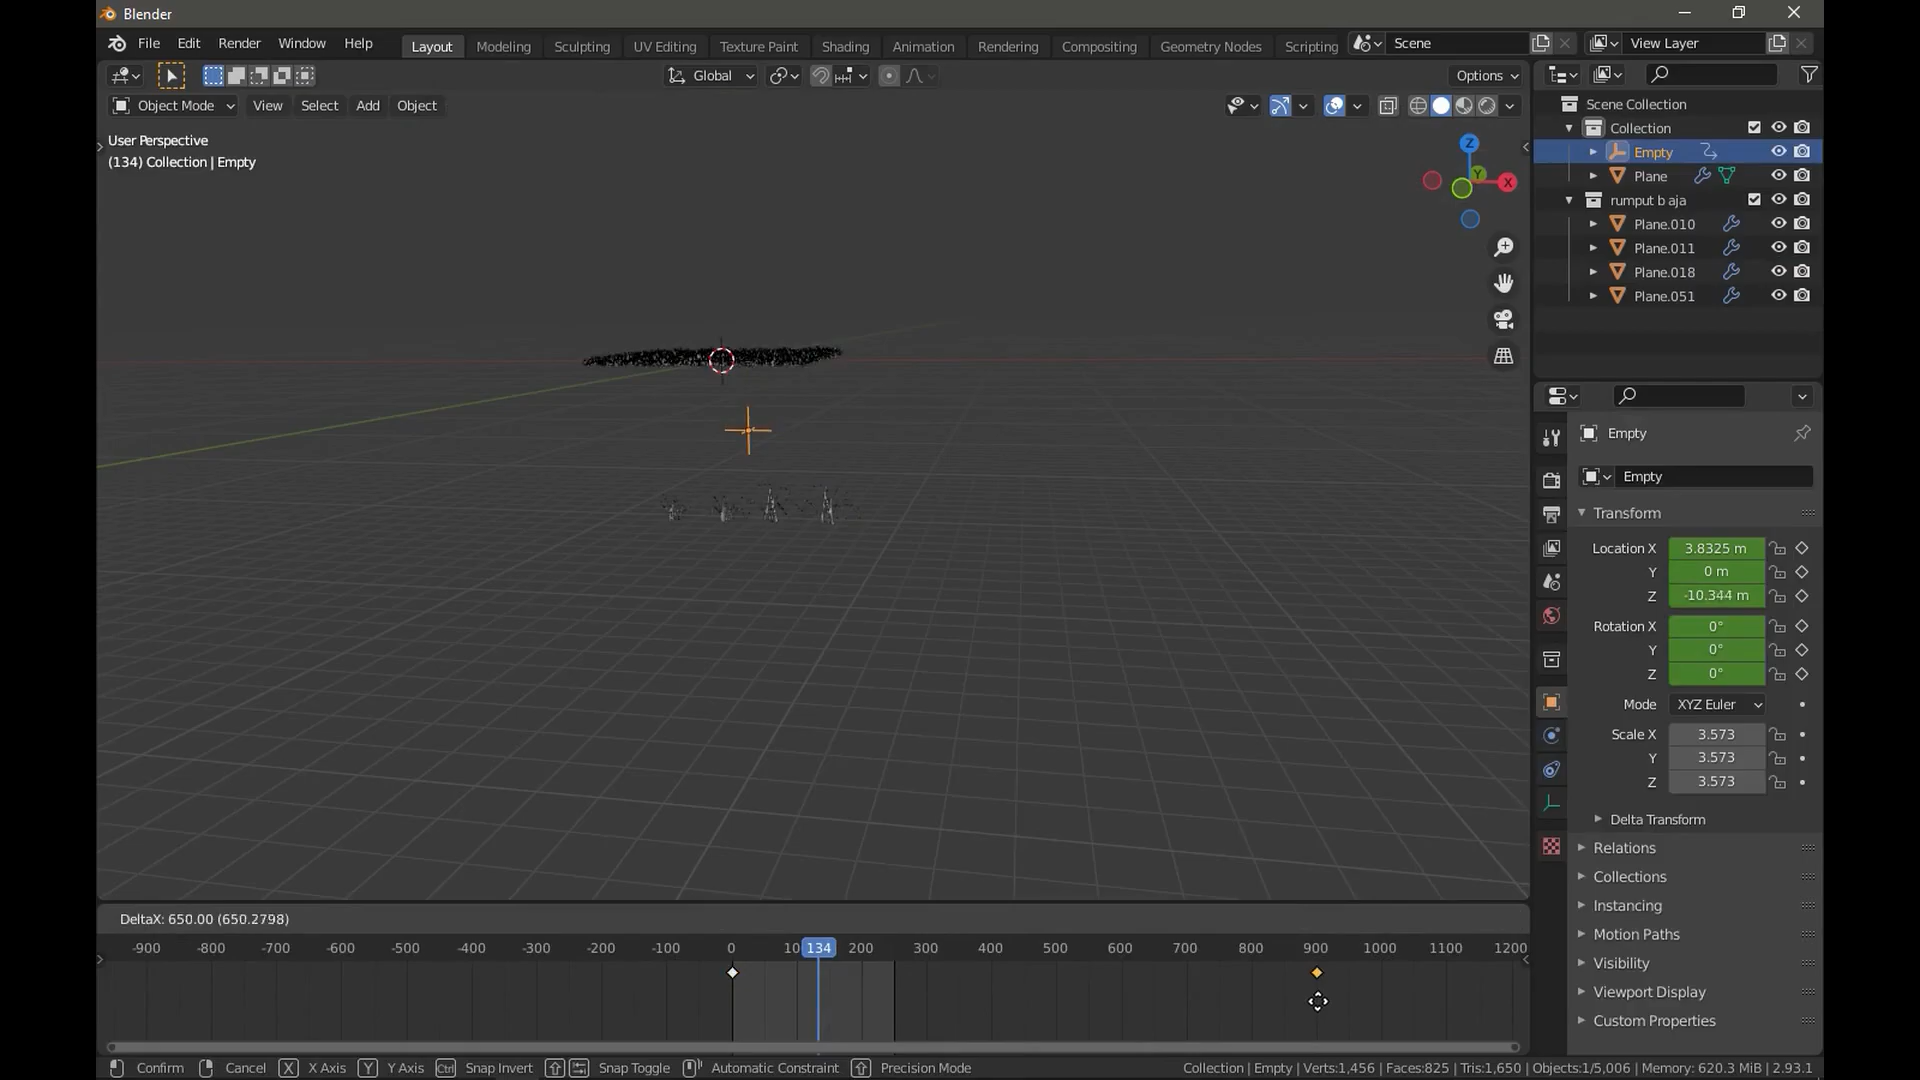 Blender
File Edit Render Window Help Layout Modeling Sculpting UV Editing Texture Paint Shading Animation Rendering Compositing Geometry Nodes Scripting Scene View Layer
Global Options
Object Mode View Select Add Object
User Perspective
(134) Collection | Empty
Z
Y
X
Scene Collection
Collection
Empty
Plane
rumput b aja
Plane.010
Plane.011
Plane.018
Plane.051
Empty
Empty
Transform
Location X 3.8325 m
Y 0 m
Z -10.344 m
Rotation X 0°
Y 0°
Z 0°
Mode XYZ Euler
Scale X 3.573
Y 3.573
Z 3.573
Delta Transform
Relations
Collections
Instancing
Motion Paths
Visibility
Viewport Display
Custom Properties
DeltaX: 650.00 (650.2798)
-900 -800 -700 -600 -500 -400 -300 -200 -100 0 10 134 200 300 400 500 600 700 800 900 1000 1100 1200
Confirm Cancel X X Axis Y Y Axis Ctrl Snap Invert Snap Toggle Automatic Constraint Precision Mode Collection | Empty | Verts:1,456 | Faces:825 | Tris:1,650 | Objects:1/5,006 | Memory: 620.3 MiB | 2.93.1